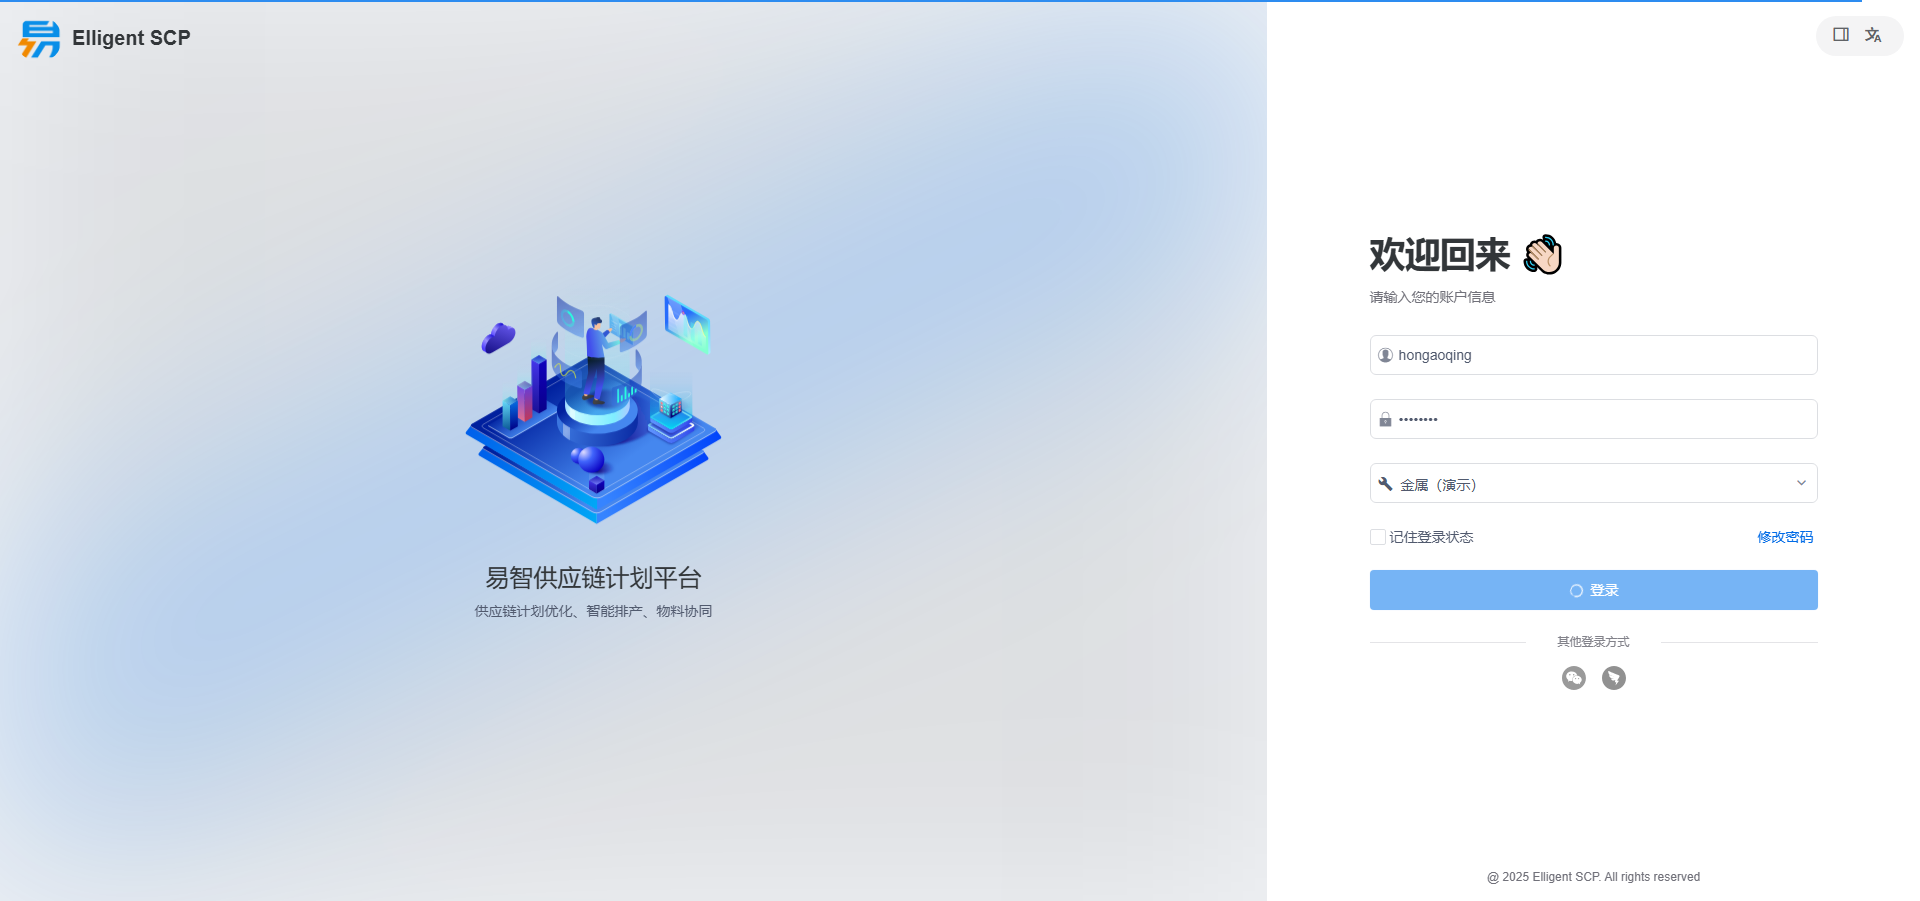 Elligent SCP
易智供应链计划平台
供应链计划优化、智能排产、物料协同
欢迎回来
请输入您的账户信息
hongaoqing
••••••••
金属（演示）
记住登录状态
修改密码
登录
其他登录方式
@ 2025 Elligent SCP. All rights reserved